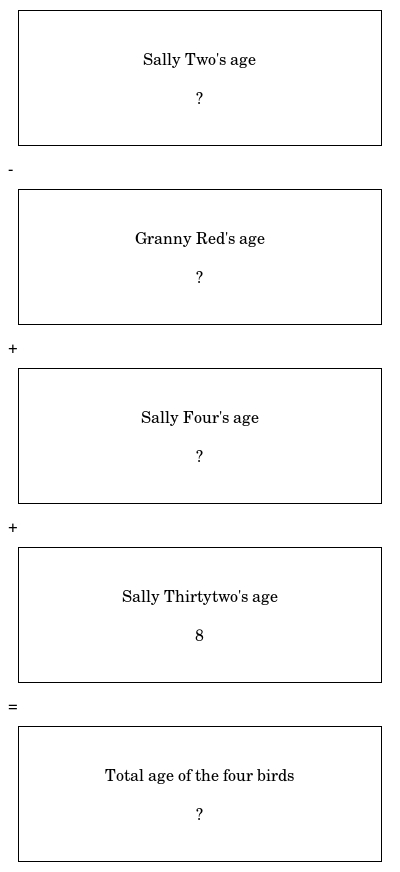 Sally Two's age
?
-
Granny Red's age
?
+
Sally Four's age
?
+
Sally Thirtytwo's age
8
=
Total age of the four birds
?